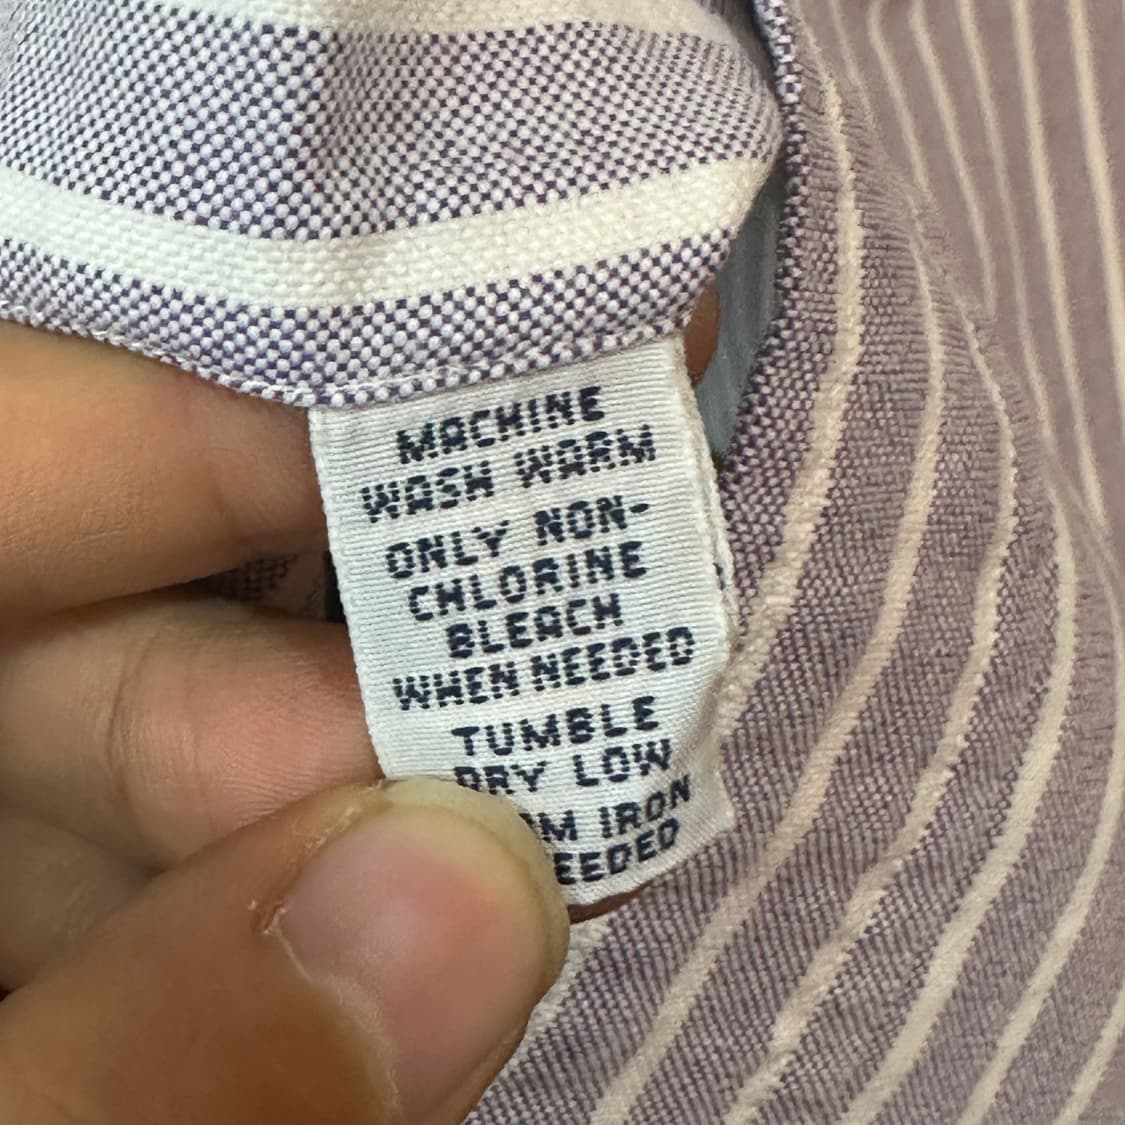 MACHINE
WASH WARM
ONLY NON-
CHLORINE
BLEACH
WHEN NEEDED
TUMBLE
DRY LOW
IRON